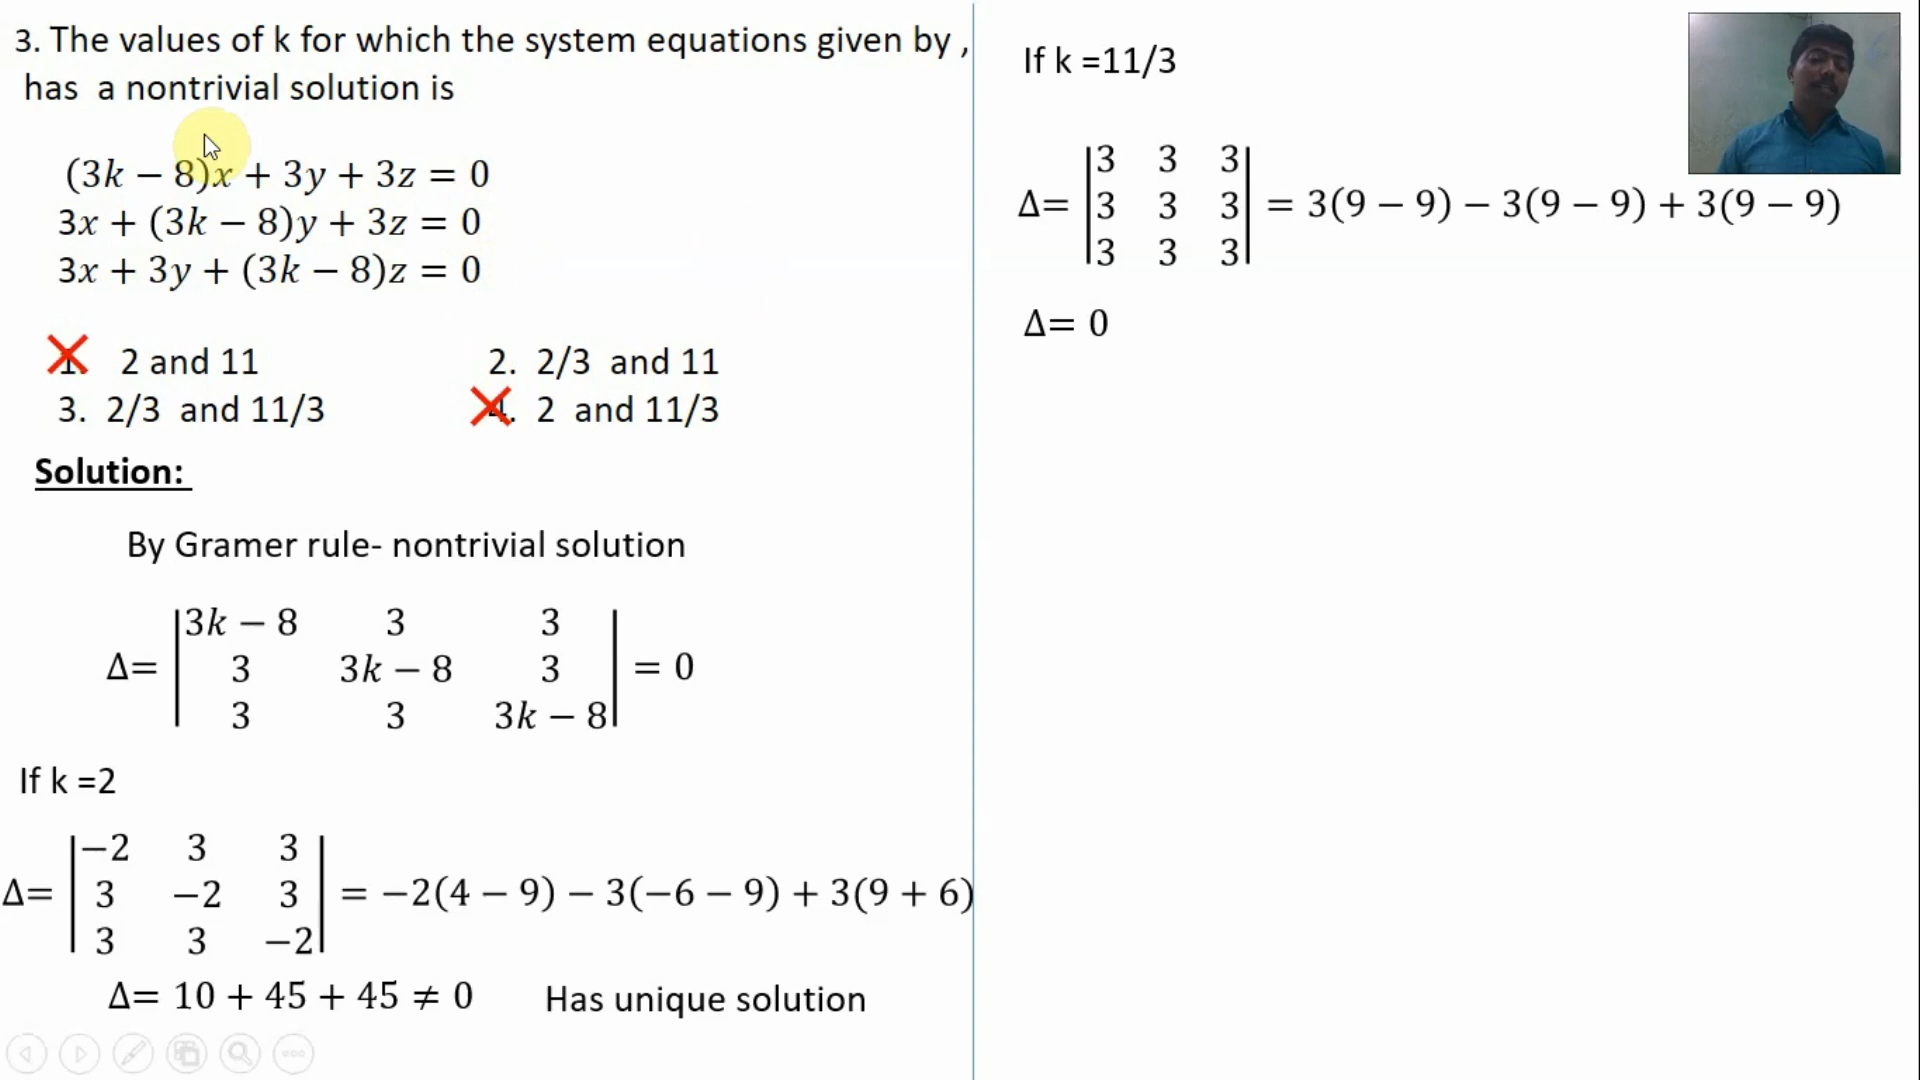 3. The values of k for which the system equations given by ,
has a nontrivial solution is
(3k − 8)x + 3y + 3z = 0
3x + (3k − 8)y + 3z = 0
3x + 3y + (3k − 8)z = 0
1. 2 and 11
2. 2/3 and 11
3. 2/3 and 11/3
4. 2 and 11/3
Solution:
By Gramer rule- nontrivial solution
Δ= |3k − 8 3 3|
|3 3k − 8 3| = 0
|3 3 3k − 8|
If k =2
|−2 3 3|
Δ= |3 −2 3| = −2(4 − 9) − 3(−6 − 9) + 3(9 + 6)
|3 3 −2|
Δ= 10 + 45 + 45 ≠ 0 Has unique solution
If k =11/3
|3 3 3|
Δ= |3 3 3| = 3(9 − 9) − 3(9 − 9) + 3(9 − 9)
|3 3 3|
Δ= 0